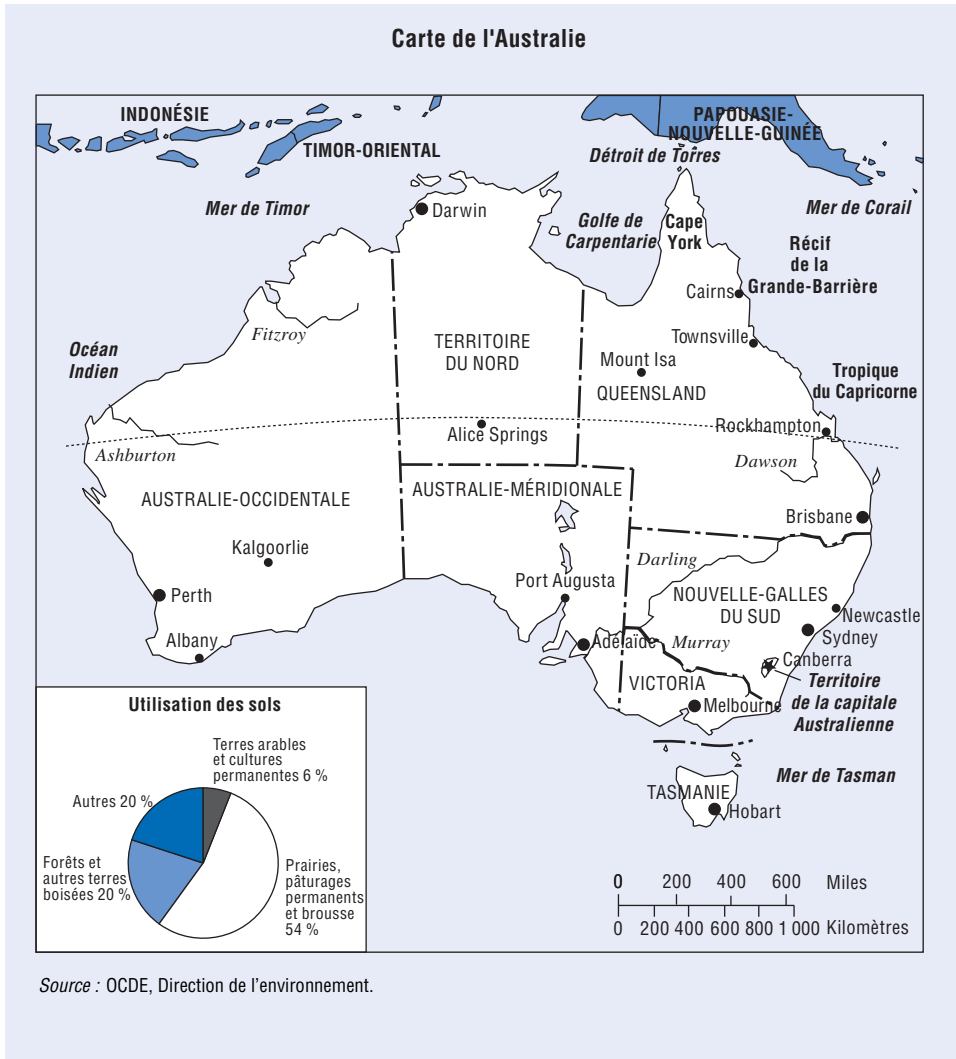 Carte de l'Australie
INDONÉSIE
PAPOUASIE-
NOUVELLE-GUINÉE
TIMOR-ORIENTAL
Détroit de Torres
Mer de Timor
Darwin
Golfe de
Carpentarie
Cape
York
Mer de Corail
Récif
de la
Grande-Barrière
Cairns
Fitzroy
Océan
Indien
TERRITOIRE
DU NORD
Townsville
Mount Isa
QUEENSLAND
Tropique
du Capricorne
Alice Springs
Rockhampton
Ashburton
Dawson
AUSTRALIE-OCCIDENTALE
AUSTRALIE-MÉRIDIONALE
Brisbane
Kalgoorlie
Darling
Port Augusta
Perth
NOUVELLE-GALLES
DU SUD
Newcastle
Sydney
Albany
Adélaïde
Murray
Canberra
VICTORIA
Territoire
de la capitale
Australienne
Melbourne
Mer de Tasman
TASMANIE
Hobart
Utilisation des sols
Terres arables
et cultures
permanentes 6 %
Autres 20 %
Forêts et
autres terres
boisées 20 %
Prairies,
pâturages
permanents
et brousse
54 %
0 200 400 600 Miles
0 200 400 600 800 1 000 Kilomètres
Source : OCDE, Direction de l'environnement.